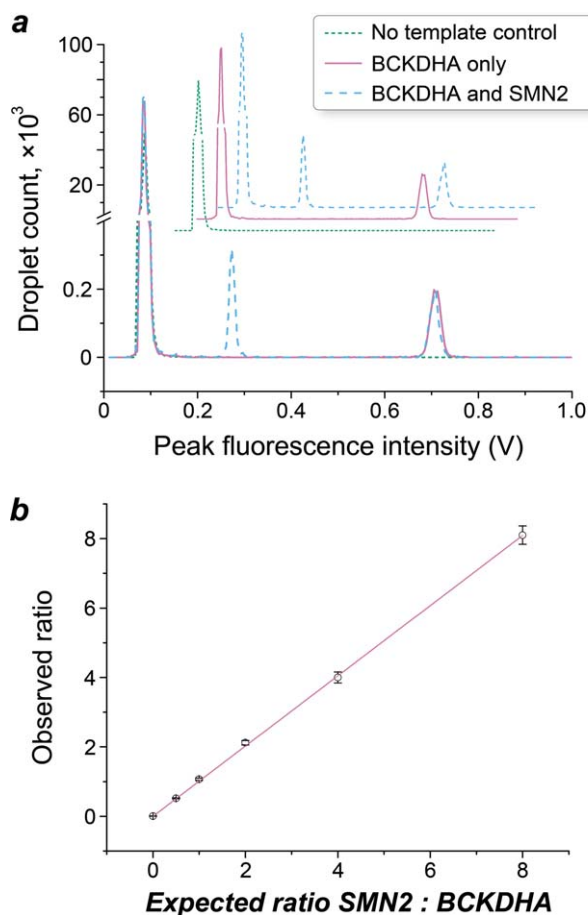 a
No template control
BCKDHA only
BCKDHA and SMN2
Droplet count, ×10³
100
60
20
0.2
0
0
0.2
0.4
0.6
0.8
1.0
Peak fluorescence intensity (V)
b
Observed ratio
8
6
4
2
0
0
2
4
6
8
Expected ratio SMN2 : BCKDHA